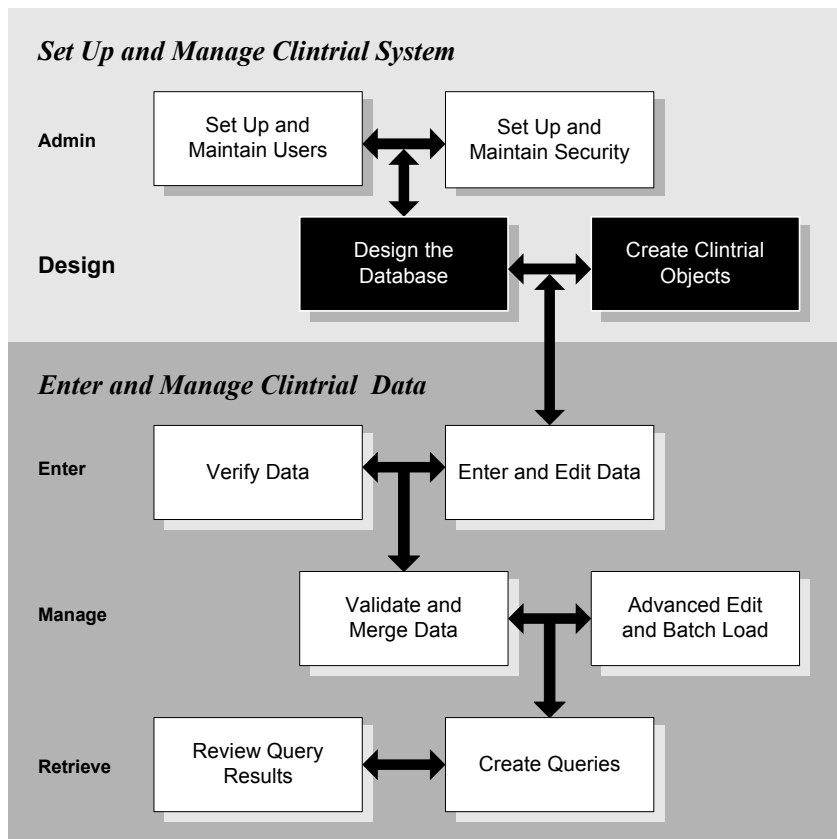 Set Up and Manage Clintrial System
Admin
Set Up and
Maintain Users
Set Up and
Maintain Security
Design
Design the
Database
Create Clintrial
Objects
Enter and Manage Clintrial Data
Enter
Verify Data
Enter and Edit Data
Manage
Validate and
Merge Data
Advanced Edit
and Batch Load
Retrieve
Review Query
Results
Create Queries